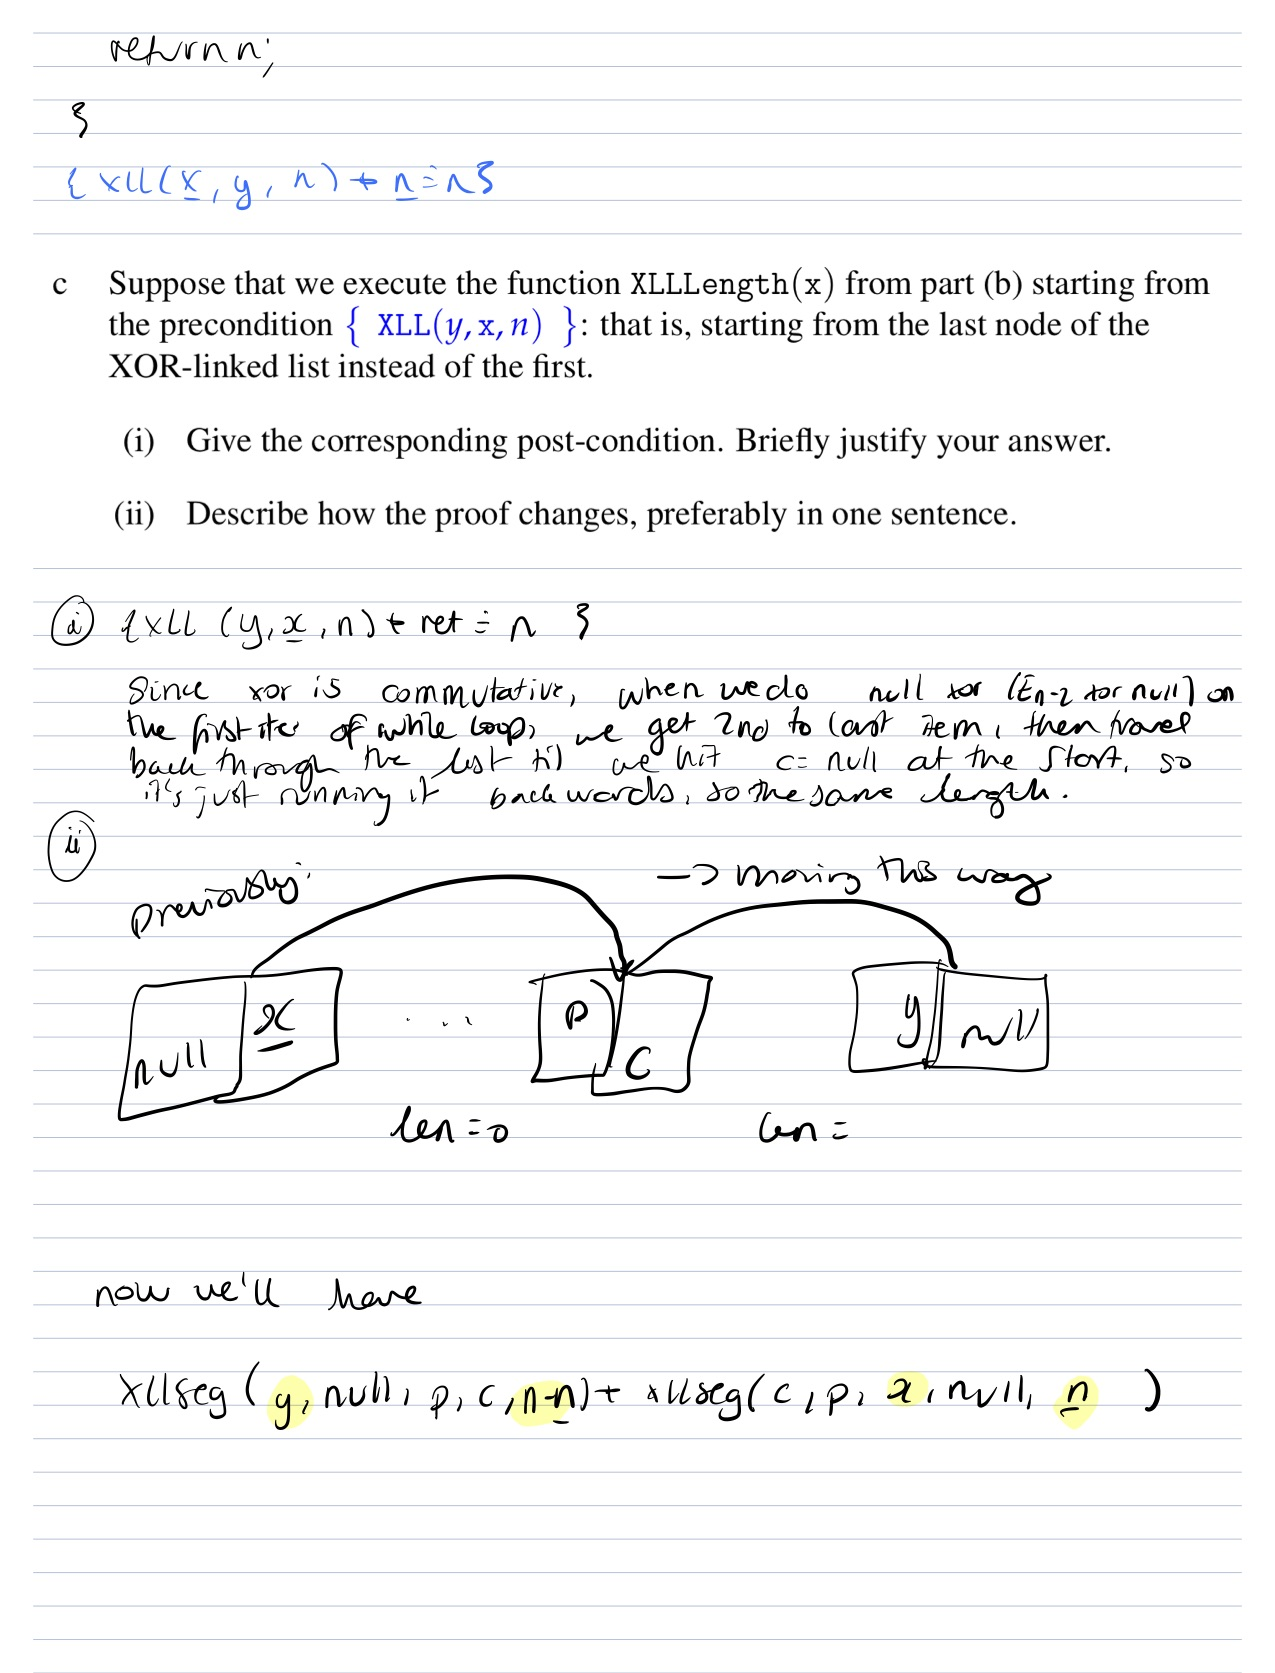 return n;
}
{ xll(x, y, n) * n ≐ n }
c Suppose that we execute the function XLLLength(x) from part (b) starting from
the precondition { XLL(y, x, n) }: that is, starting from the last node of the
XOR-linked list instead of the first.
(i) Give the corresponding post-condition. Briefly justify your answer.
(ii) Describe how the proof changes, preferably in one sentence.
i {xll (y, x, n) * ret ≐ n }
Since xor is commutative, when we do null xor (En-2 xor null) on
the first iter of while loop, we get 2nd to last item, then travel
back through the list til we hit c= null at the start, so
it's just running it backwords, so the same length.
ii
previously:
-> moving this way
null x ... p c y null
len = 0 len =
now we'll have
xllseg ( y, null, p, c, n-n) * xllseg( c, p, x, null, n )